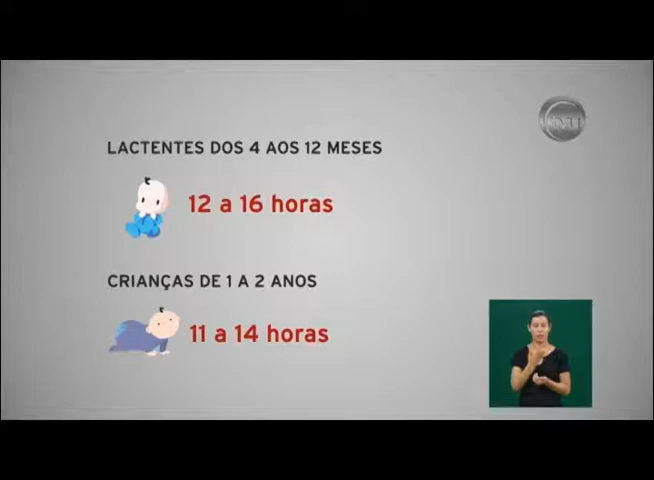 LACTENTES DOS 4 AOS 12 MESES
12 a 16 horas
CRIANÇAS DE 1 A 2 ANOS
11 a 14 horas